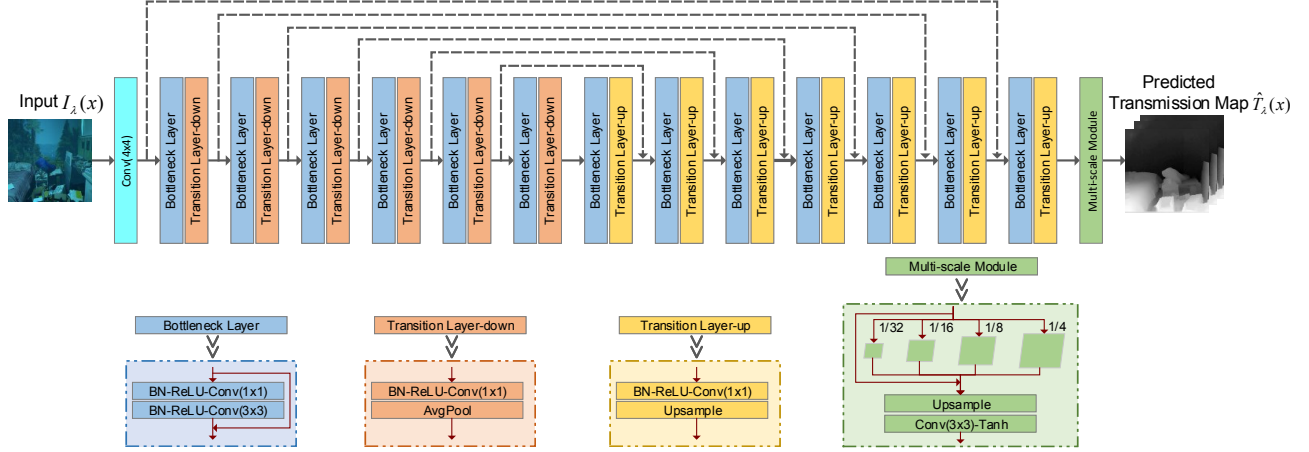 Input I_λ(x)
Conv(4x4)
Bottleneck Layer
Transition Layer-down
Bottleneck Layer
Transition Layer-down
Bottleneck Layer
Transition Layer-down
Bottleneck Layer
Transition Layer-down
Bottleneck Layer
Transition Layer-down
Bottleneck Layer
Transition Layer-down
Bottleneck Layer
Transition Layer-up
Bottleneck Layer
Transition Layer-up
Bottleneck Layer
Transition Layer-up
Bottleneck Layer
Transition Layer-up
Bottleneck Layer
Transition Layer-up
Bottleneck Layer
Transition Layer-up
Bottleneck Layer
Transition Layer-up
Multi-scale Module
Predicted
Transmission Map T̂_λ(x)
Bottleneck Layer
BN-ReLU-Conv(1x1)
BN-ReLU-Conv(3x3)
Transition Layer-down
BN-ReLU-Conv(1x1)
AvgPool
Transition Layer-up
BN-ReLU-Conv(1x1)
Upsample
Multi-scale Module
1/32 1/16 1/8 1/4
Upsample
Conv(3x3)-Tanh